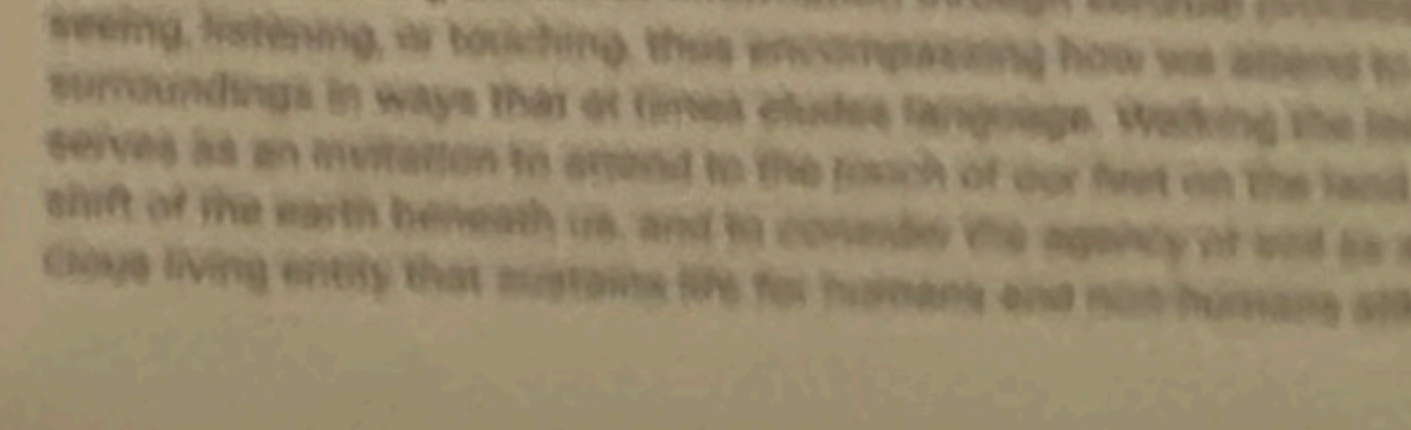 seeing, listening, or touching, thus encompassing how we attend to
surroundings in ways that at times eludes language. Walking the
serves as an invitation to attend to the touch of our feet on the land
shift of the earth beneath us, and to consider the agency of soil as
living entity that sustains life for humans and non-humans